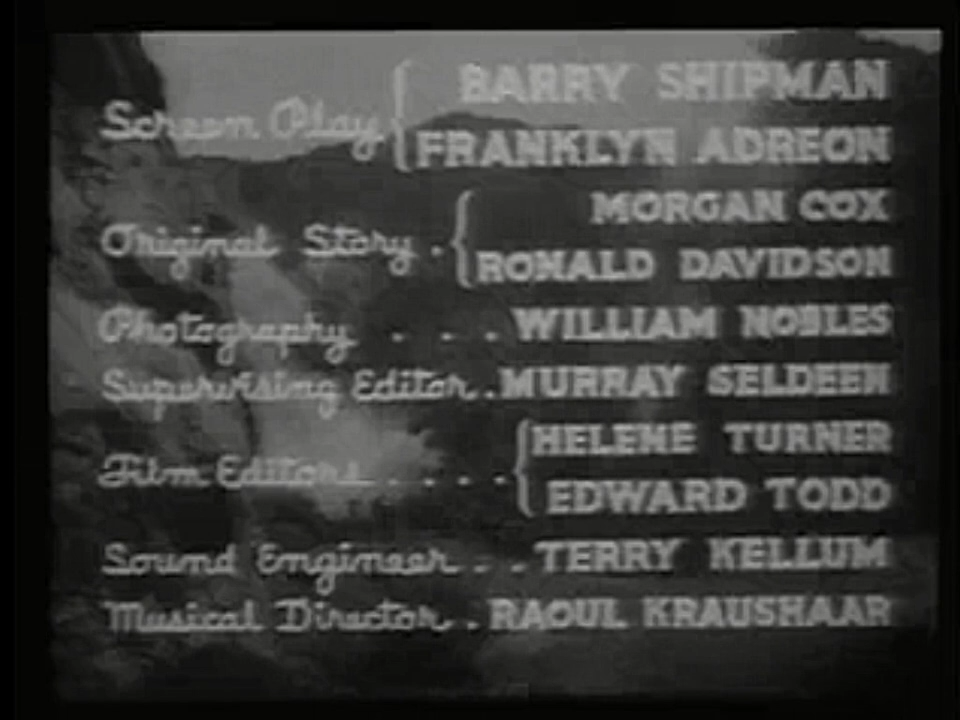 Screen Play { BARRY SHIPMAN
FRANKLYN ADREON
Original Story . { MORGAN COX
RONALD DAVIDSON
Photography . . . WILLIAM NOBLES
Supervising Editor . MURRAY SELDEEN
Film Editors . . . . . { HELENE TURNER
EDWARD TODD
Sound Engineer . . TERRY KELLUM
Musical Director . RAOUL KRAUSHAAR